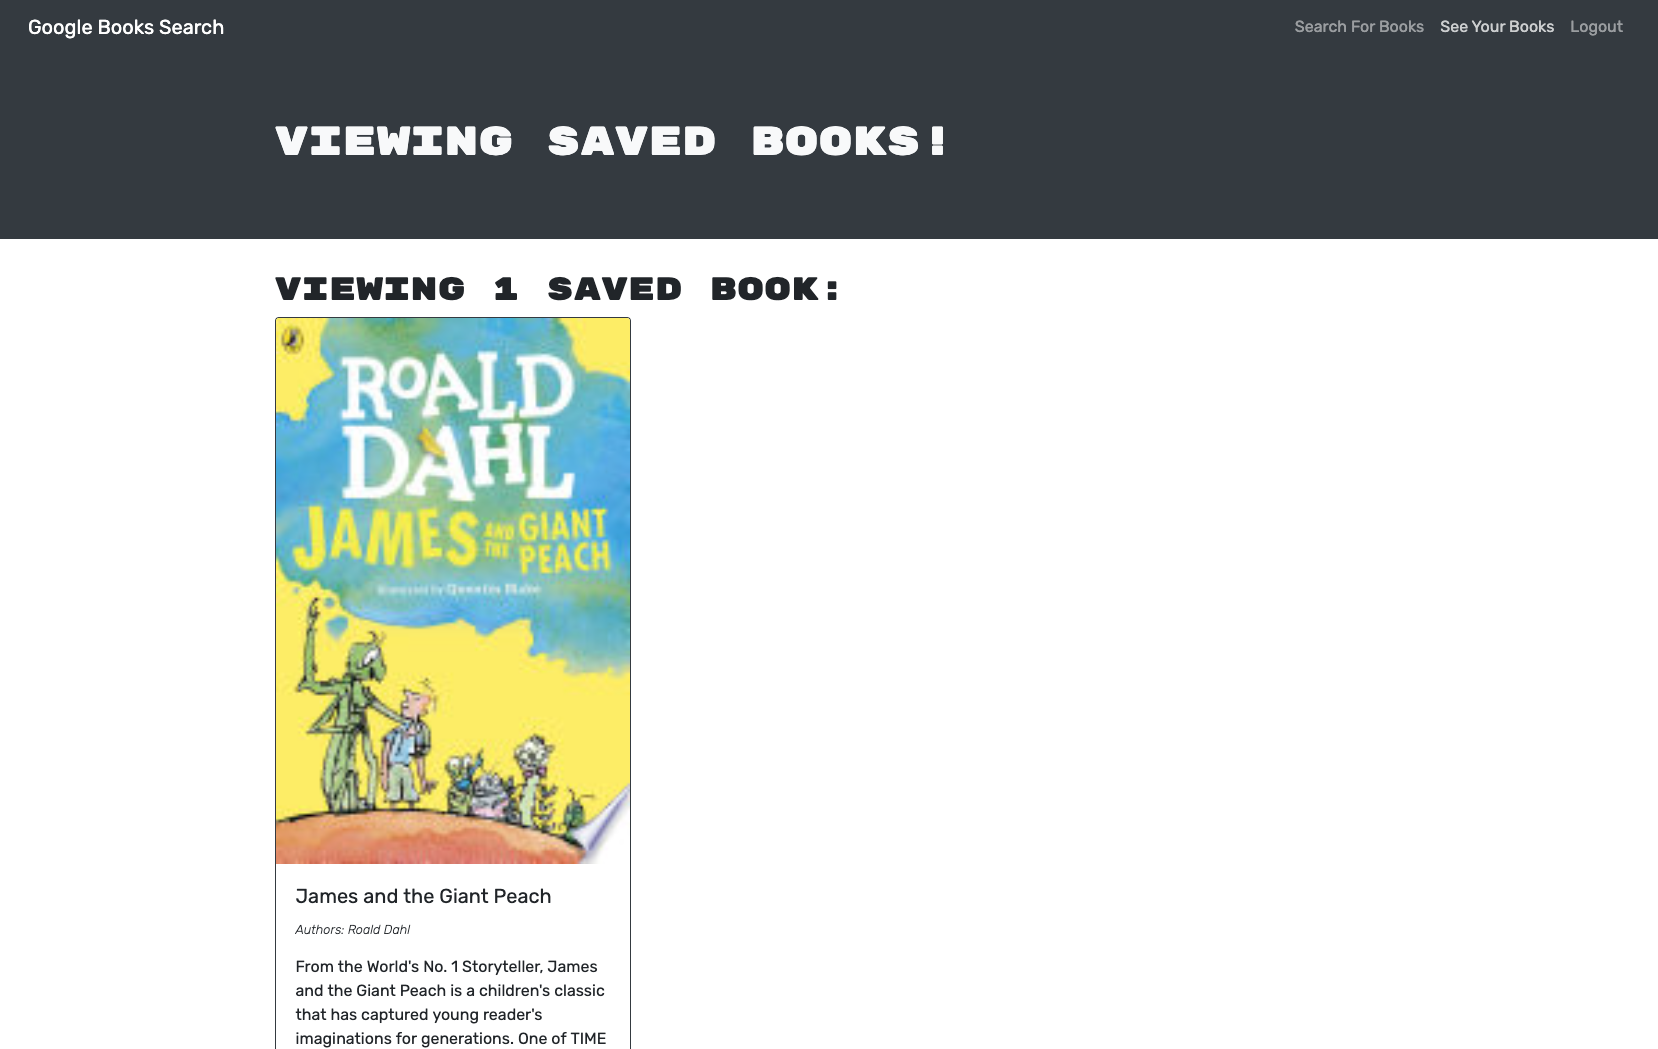 Google Books Search
Search For Books See Your Books Logout
VIEWING SAVED BOOKS!
VIEWING 1 SAVED BOOK:
ROALD
DAHL
JAMES AND THE GIANT PEACH
Quentin Blake
James and the Giant Peach
Authors: Roald Dahl
From the World's No. 1 Storyteller, James
and the Giant Peach is a children's classic
that has captured young reader's
imaginations for generations. One of TIME